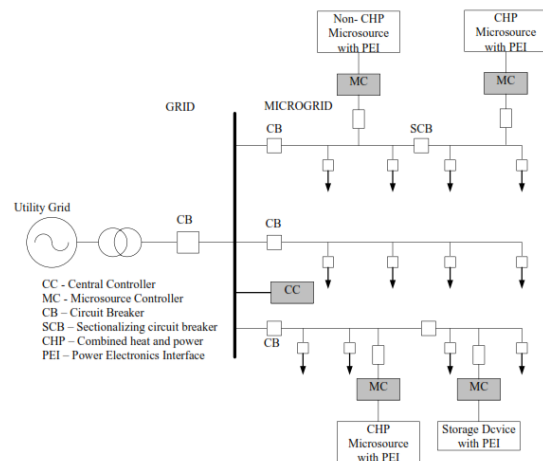 Non- CHP
Microsource
with PEI
CHP
Microsource
with PEI
MC
MC
GRID
MICROGRID
CB
SCB
Utility Grid
CB
CB
CC - Central Controller
MC - Microsource Controller
CB – Circuit Breaker
SCB – Sectionalizing circuit breaker
CHP – Combined heat and power
PEI – Power Electronics Interface
CC
CB
MC
MC
CHP
Microsource
with PEI
Storage Device
with PEI